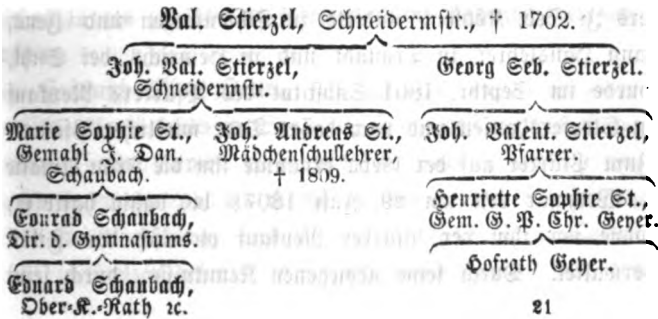 Val. Stierzel, Schneidermstr., † 1702.
Joh. Val. Stierzel,
Schneidermstr.
Georg Seb. Stierzel.
Marie Sophie St.,
Gemahl J. Dan.
Schaubach.
Joh. Andreas St.,
Mädchenschullehrer.
† 1809.
Joh. Valent. Stierzel,
Pfarrer.
Conrad Schaubach,
Dir. d. Gymnasiums.
Henriette Sophie St.,
Gem. G. P. Chr. Geyer.
Eduard Schaubach,
Ober-K.-Rath ꝛc.
Hofrath Geyer.
21